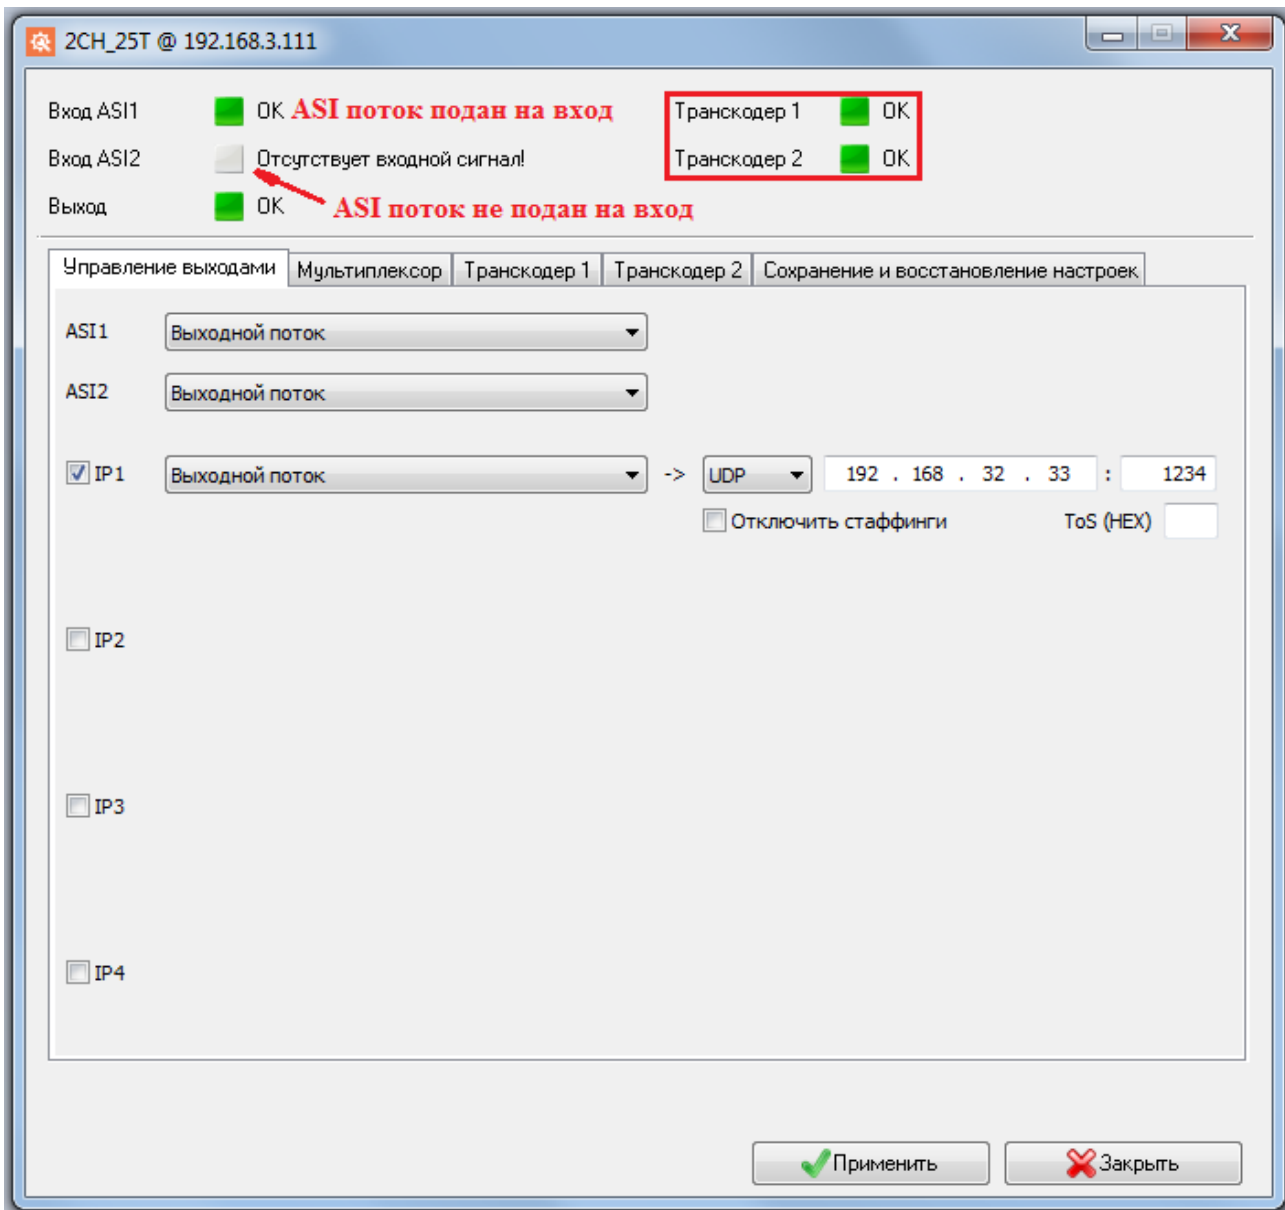 2CH_25T @ 192.168.3.111
Вход ASI1 OK ASI поток подан на вход Транскодер 1 OK
Вход ASI2 Отсутствует входной сигнал! Транскодер 2 OK
Выход OK ASI поток не подан на вход
Управление выходами Мультиплексор Транскодер 1 Транскодер 2 Сохранение и восстановление настроек
ASI1 Выходной поток
ASI2 Выходной поток
IP1 Выходной поток -> UDP 192 . 168 . 32 . 33 : 1234
Отключить стаффинги ToS (HEX)
IP2
IP3
IP4
Применить Закрыть